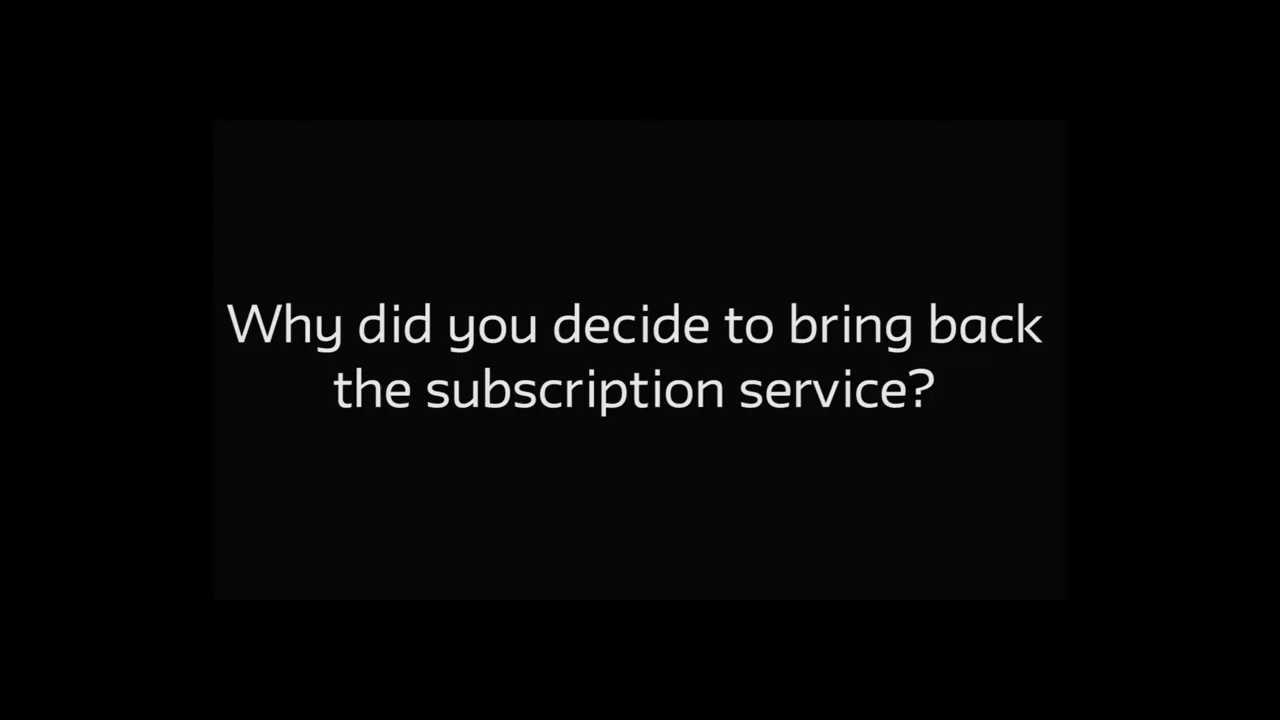 Why did you decide to bring back
the subscription service?